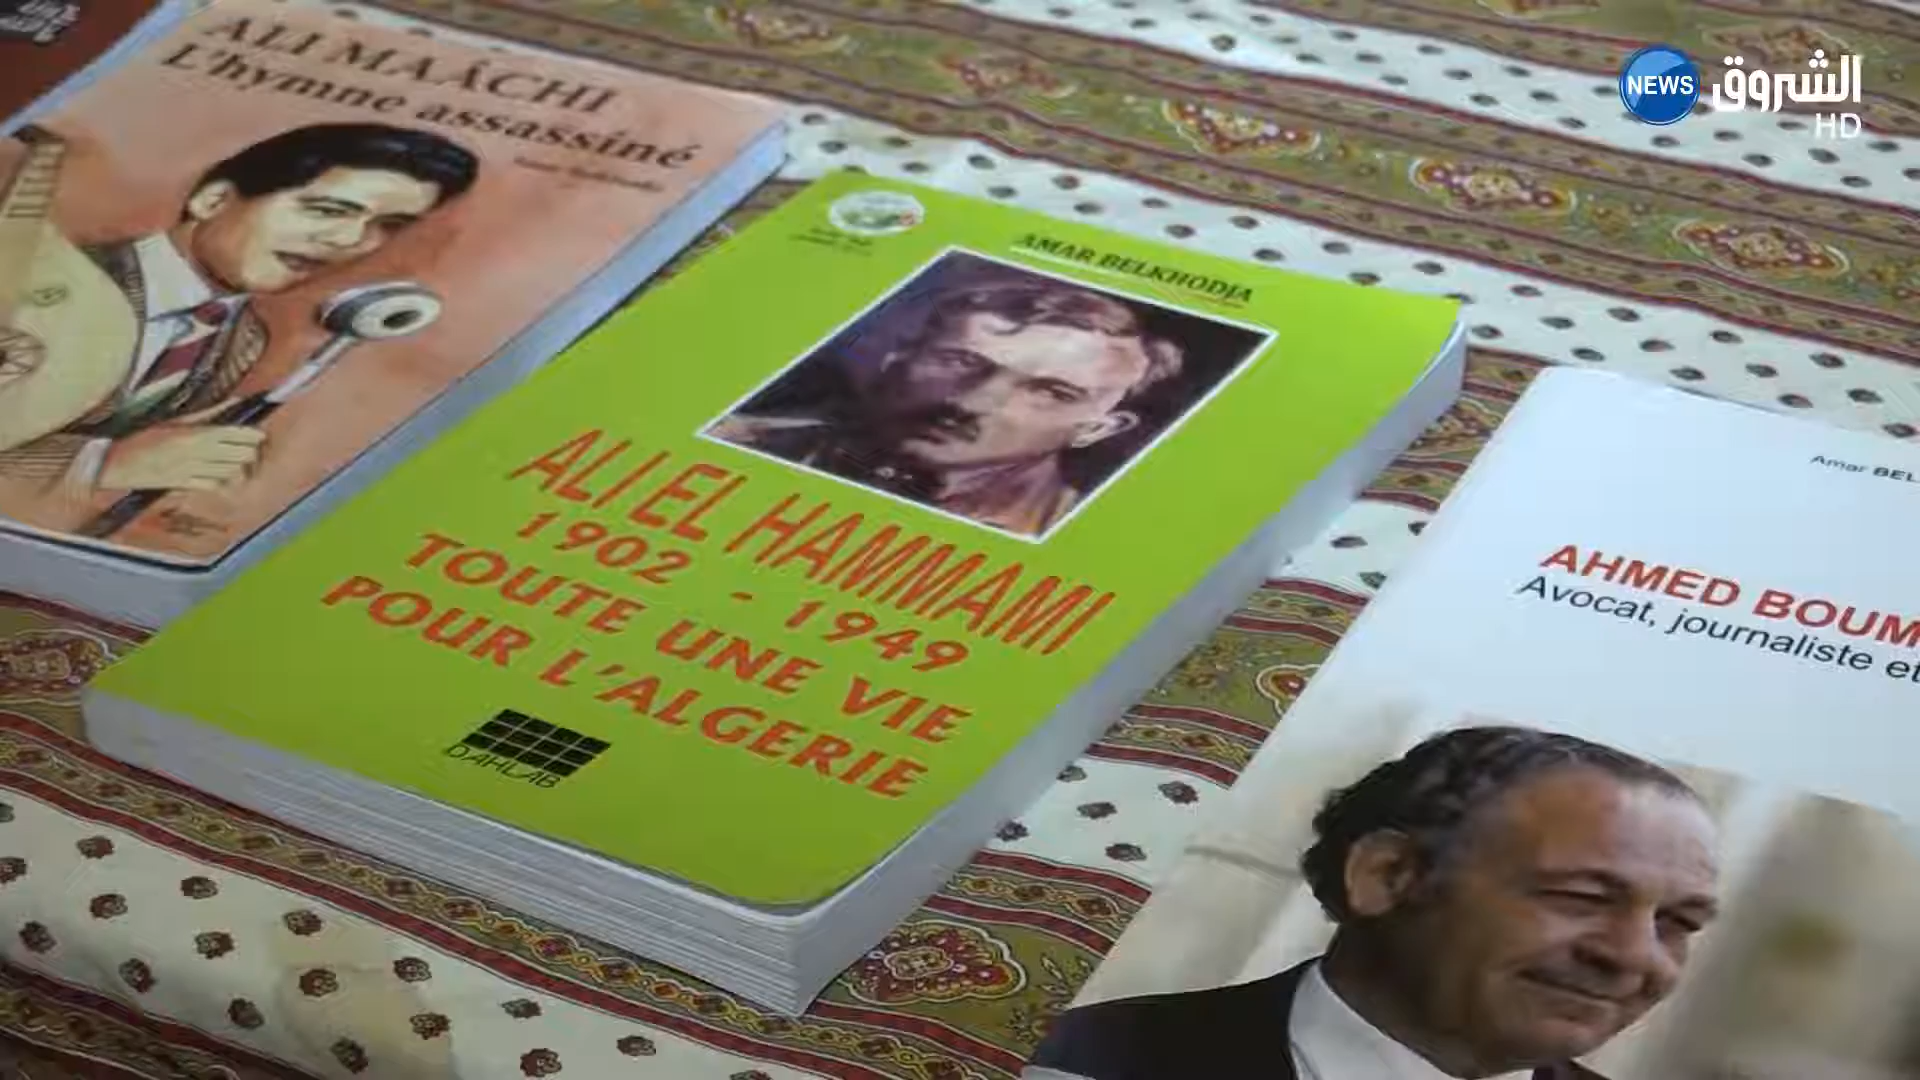 NEWS الشروق
HD
ALI MAÂCHI
L'hymne assassiné
AMAR BELKHODJA
ALI EL HAMMAMI
1902 - 1949
TOUTE UNE VIE
POUR L'ALGERIE
DAHLAB
Amar BEL
AHMED BOUM
Avocat, journaliste et